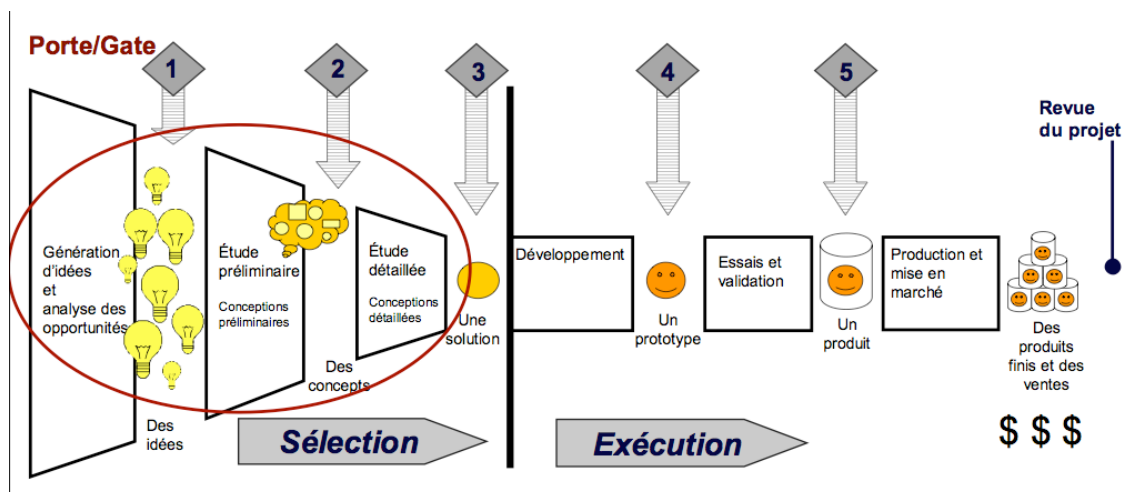 Porte/Gate
1
2
3
4
5
Revue
du projet
Génération
d'idées
et
analyse des
opportunités
Des
idées
Étude
préliminaire
Conceptions
préliminaires
Des
concepts
Étude
détaillée
Conceptions
détaillées
Une
solution
Développement
Un
prototype
Essais et
validation
Un
produit
Production et
mise en
marché
Des
produits
finis et des
ventes
Sélection
Exécution
$ $ $